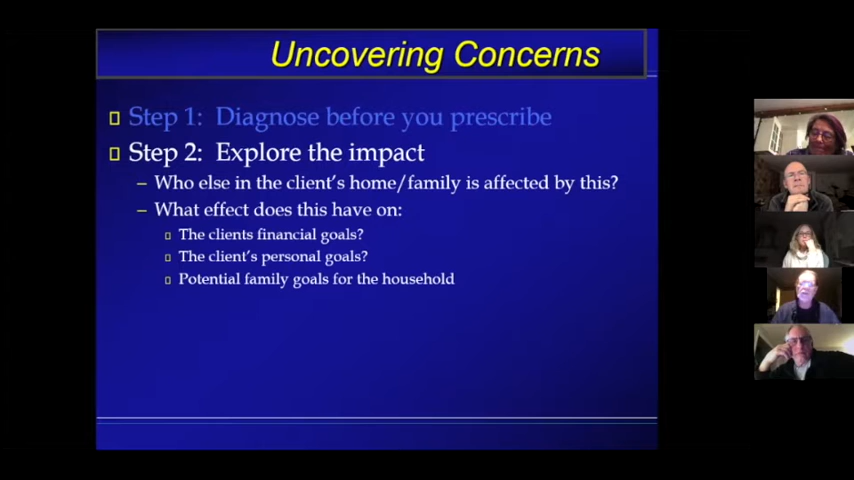 Uncovering Concerns
Step 1: Diagnose before you prescribe
Step 2: Explore the impact
– Who else in the client's home/family is affected by this?
– What effect does this have on:
The clients financial goals?
The client's personal goals?
Potential family goals for the household